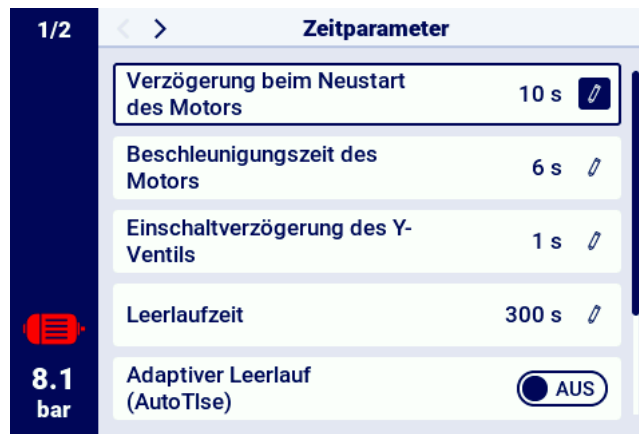 1/2
Zeitparameter
Verzögerung beim Neustart
des Motors
10 s
Beschleunigungszeit des
Motors
6 s
Einschaltverzögerung des Y-
Ventils
1 s
Leerlaufzeit
300 s
Adaptiver Leerlauf
(AutoTIse)
AUS
8.1
bar